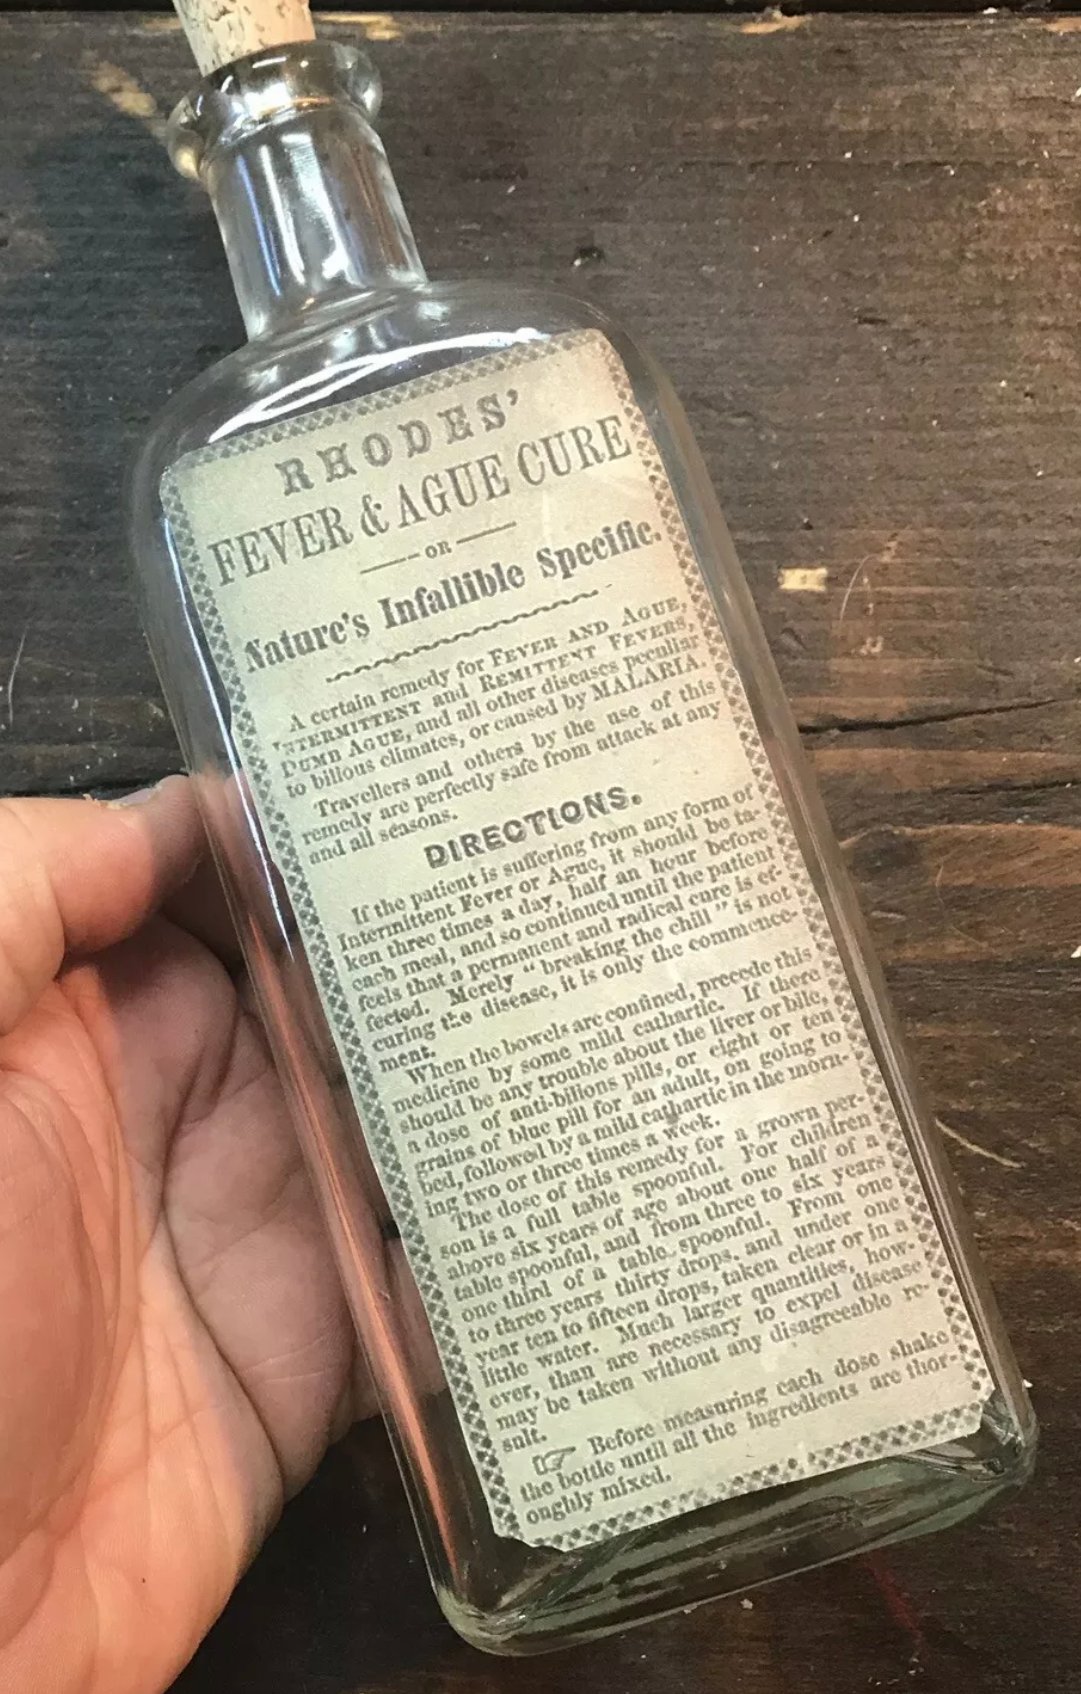 RHODES'
FEVER & AGUE CURE
OR
Nature's Infallible Specific.
A certain remedy for FEVER AND AGUE,
INTERMITTENT and REMITTENT FEVERS,
DUMB AGUE, and all other diseases peculiar
to bilious climates, or caused by MALARIA.
Travellers and others by the use of this
remedy are perfectly safe from attack at any
and all seasons.
DIRECTIONS.
If the patient is suffering from any form of
Intermittent Fever or Ague, it should be ta-
ken three times a day, half an hour before
each meal, and so continued until the patient
feels that a permanent and radical cure is ef-
fected. Merely "breaking the chill" is not
curing the disease, it is only the commence-
ment.
When the bowels are confined, precede this
medicine by some mild cathartic. If there
should be any trouble about the liver or bile,
a dose of anti-bilious pills, or eight or ten
grains of blue pill for an adult, on going to
bed, followed by a mild cathartic in the morn-
ing two or three times a week.
The dose of this remedy for a grown per-
son is a full table spoonful. For children
above six years of age about one half of a
table spoonful, and from three to six years
one third of a table spoonful. From one
to three years thirty drops, and under one
year ten to fifteen drops, taken clear or in a
little water. Much larger quantities, how-
ever, than are necessary to expel disease
may be taken without any disagreeable re-
sult.
☞ Before measuring each dose shake
the bottle until all the ingredients are thor-
oughly mixed.